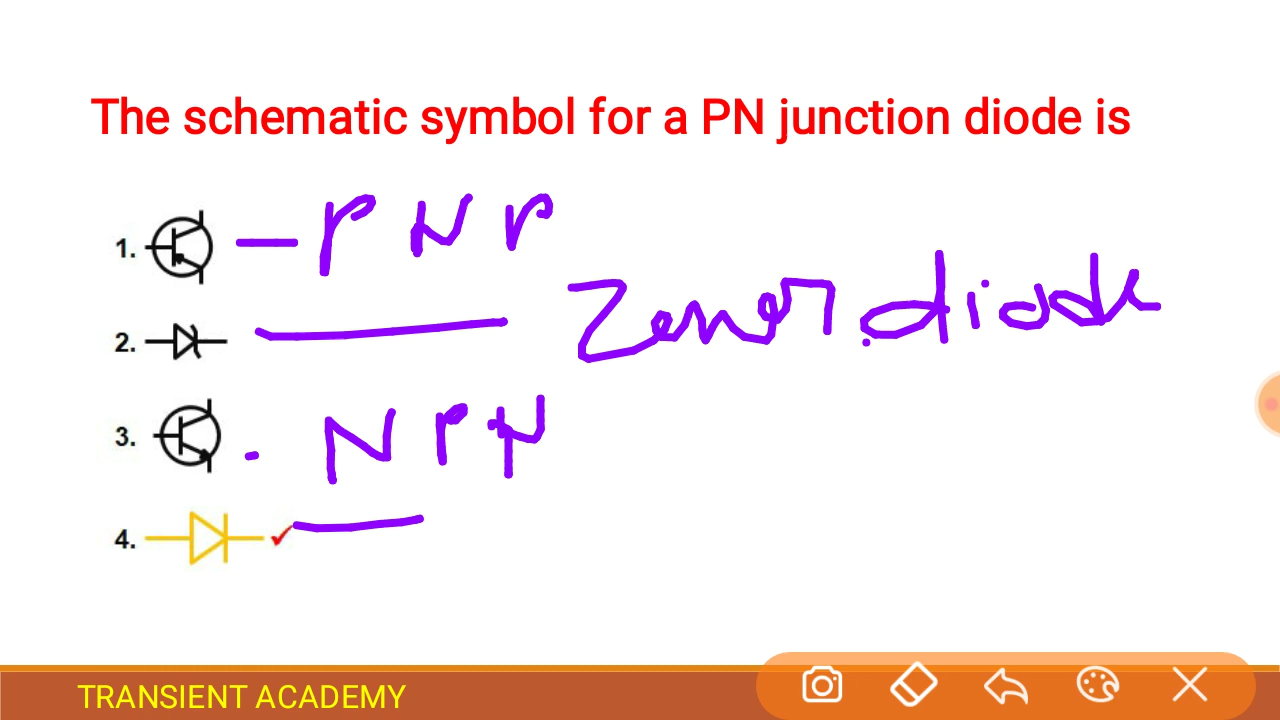 The schematic symbol for a PN junction diode is
1. PNP
2. Zener diode
3. NPN
4.
TRANSIENT ACADEMY